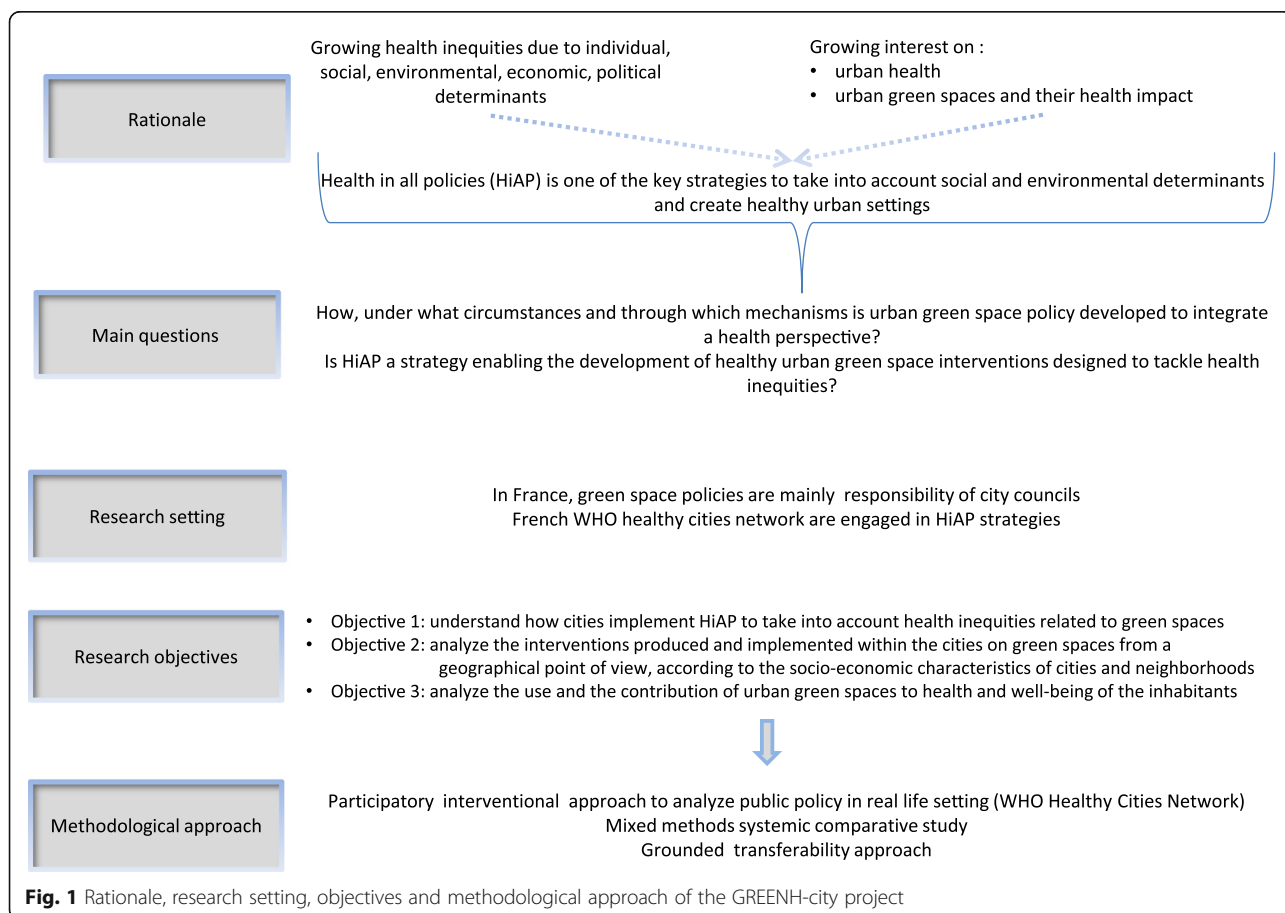 Rationale
Growing health inequities due to individual,
social, environmental, economic, political
determinants
Growing interest on :
• urban health
• urban green spaces and their health impact
Health in all policies (HiAP) is one of the key strategies to take into account social and environmental determinants
and create healthy urban settings
Main questions
How, under what circumstances and through which mechanisms is urban green space policy developed to integrate
a health perspective?
Is HiAP a strategy enabling the development of healthy urban green space interventions designed to tackle health
inequities?
Research setting
In France, green space policies are mainly responsibility of city councils
French WHO healthy cities network are engaged in HiAP strategies
Research objectives
• Objective 1: understand how cities implement HiAP to take into account health inequities related to green spaces
• Objective 2: analyze the interventions produced and implemented within the cities on green spaces from a
geographical point of view, according to the socio-economic characteristics of cities and neighborhoods
• Objective 3: analyze the use and the contribution of urban green spaces to health and well-being of the inhabitants
Methodological approach
Participatory interventional approach to analyze public policy in real life setting (WHO Healthy Cities Network)
Mixed methods systemic comparative study
Grounded transferability approach
Fig. 1 Rationale, research setting, objectives and methodological approach of the GREENH-city project